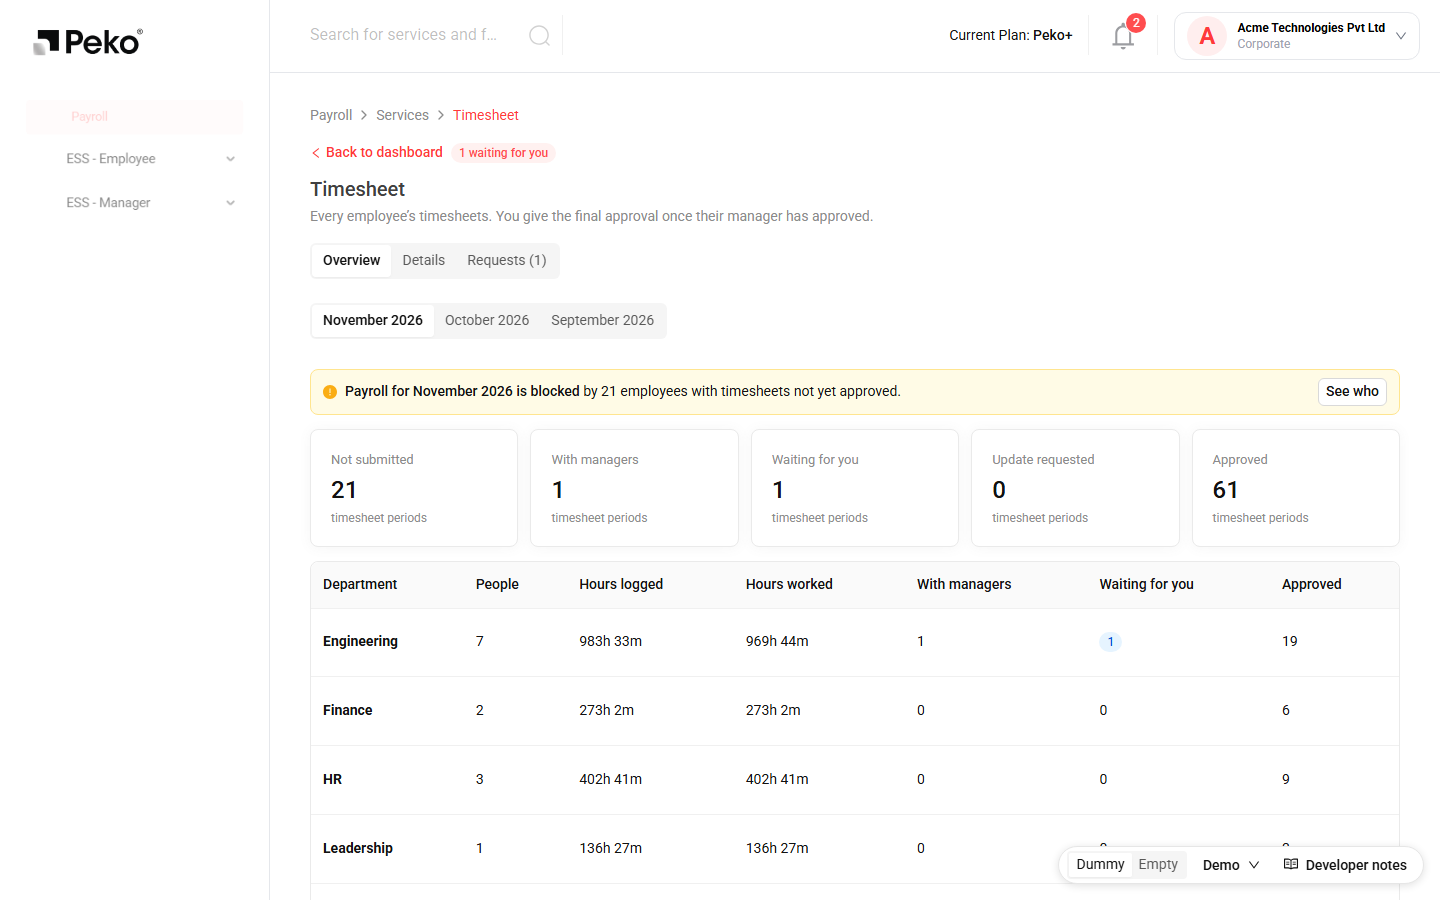 Peko®
Search for services and f...
Current Plan: Peko+
2
A
Acme Technologies Pvt Ltd
Corporate
Payroll
ESS - Employee
ESS - Manager
Payroll > Services > Timesheet
< Back to dashboard
1 waiting for you
Timesheet
Every employee’s timesheets. You give the final approval once their manager has approved.
Overview Details Requests (1)
November 2026 October 2026 September 2026
Payroll for November 2026 is blocked by 21 employees with timesheets not yet approved.
See who
Not submitted
21
timesheet periods
With managers
1
timesheet periods
Waiting for you
1
timesheet periods
Update requested
0
timesheet periods
Approved
61
timesheet periods
Department People Hours logged Hours worked With managers Waiting for you Approved
Engineering 7 983h 33m 969h 44m 1 1 19
Finance 2 273h 2m 273h 2m 0 0 6
HR 3 402h 41m 402h 41m 0 0 9
Leadership 1 136h 27m 136h 27m 0
Dummy Empty Demo Developer notes